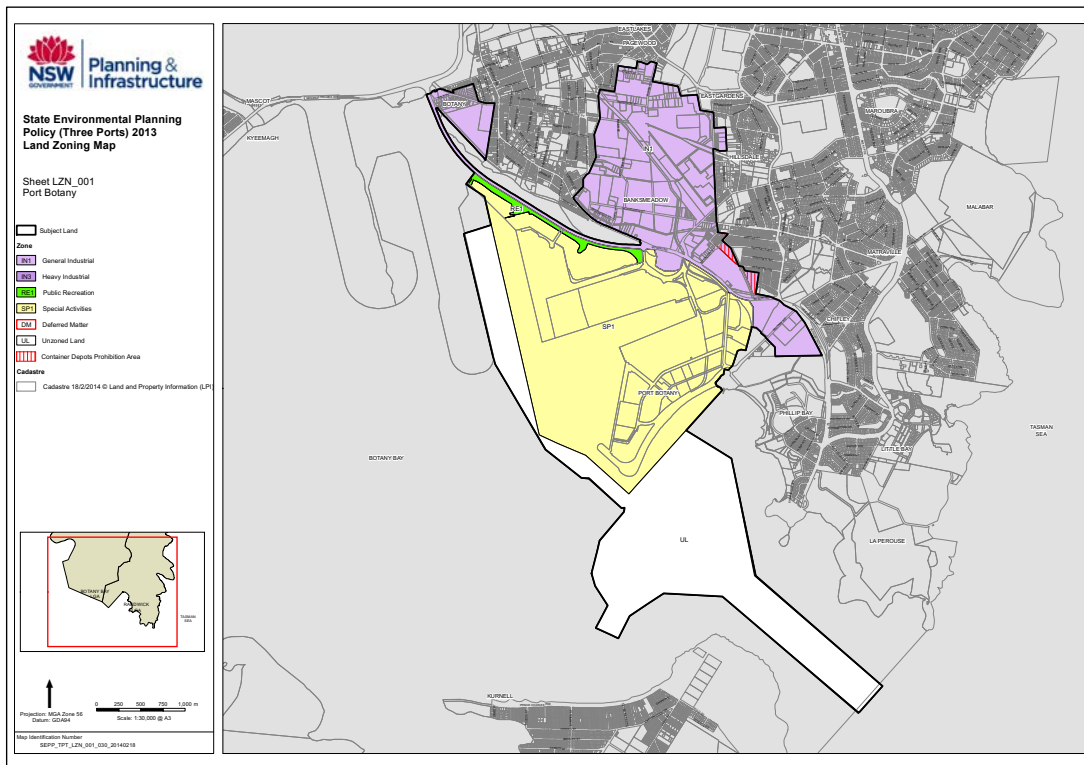 NSW
GOVERNMENT
Planning &
Infrastructure
State Environmental Planning
Policy (Three Ports) 2013
Land Zoning Map
Sheet LZN_001
Port Botany
Subject Land
Zone
IN1 General Industrial
IN3 Heavy Industrial
RE1 Public Recreation
SP1 Special Activities
DM Deferred Matter
UL Unzoned Land
Container Depots Prohibition Area
Cadastre
Cadastre 18/2/2014 © Land and Property Information (LPI)
BOTANY BAY
LGA
RANDWICK
TASMAN
SEA
Projection: MGA Zone 56
Datum: GDA94
0 250 500 750 1,000 m
Scale: 1:30,000 @ A3
Map Identification Number
SEPP_TPT_LZN_001_030_20140218
EASTLAKES
PAGEWOOD
MASCOT
BOTANY
EASTGARDENS
MAROUBRA
KYEEMAGH
IN1
HILLSDALE
BANKSMEADOW
MALABAR
RE1
MATRAVILLE
SP1
CHIFLEY
PORT BOTANY
PHILLIP BAY
TASMAN
SEA
LITTLE BAY
BOTANY BAY
UL
LA PEROUSE
KURNELL